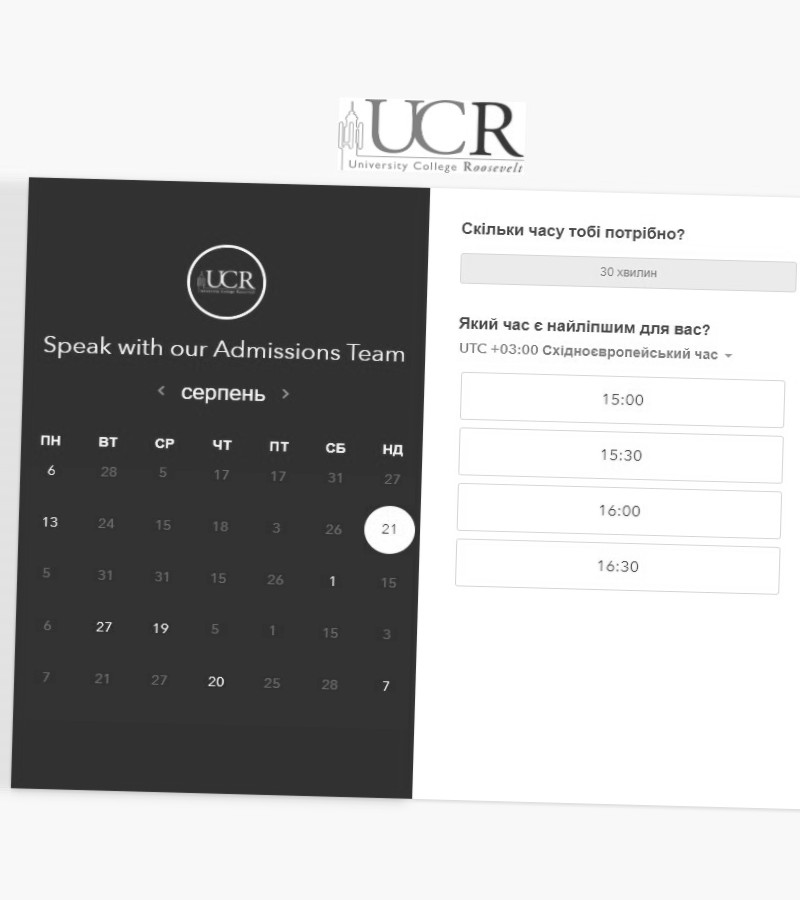 UCR
University College Roosevelt
UCR
University College Roosevelt
Speak with our Admissions Team
серпень
ПН ВТ СР ЧТ ПТ СБ НД
6 28 5 17 17 31 27
13 24 15 18 3 26 21
5 31 31 15 26 1 15
6 27 19 5 1 15 3
7 21 27 20 25 28 7
Скільки часу тобі потрібно?
30 хвилин
Який час є найліпшим для вас?
UTC +03:00 Східноєвропейський час
15:00
15:30
16:00
16:30